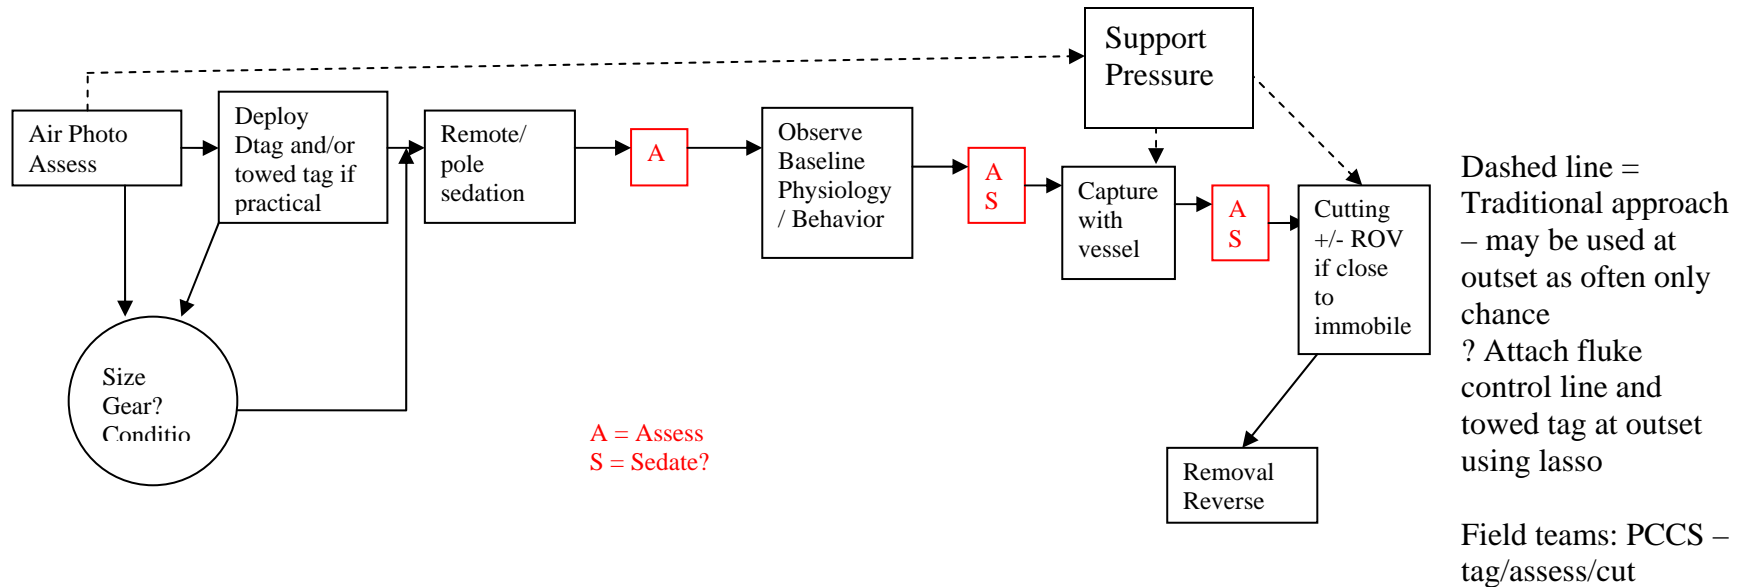 Support
Pressure
Air Photo
Assess
Deploy
Dtag and/or
towed tag if
practical
Remote/
pole
sedation
A
Observe
Baseline
Physiology
/ Behavior
A
S
Capture
with
vessel
A
S
Cutting
+/- ROV
if close
to
immobile
Size
Gear?
Conditio
A = Assess
S = Sedate?
Removal
Reverse
Dashed line =
Traditional approach
– may be used at
outset as often only
chance
? Attach fluke
control line and
towed tag at outset
using lasso
Field teams: PCCS –
tag/assess/cut